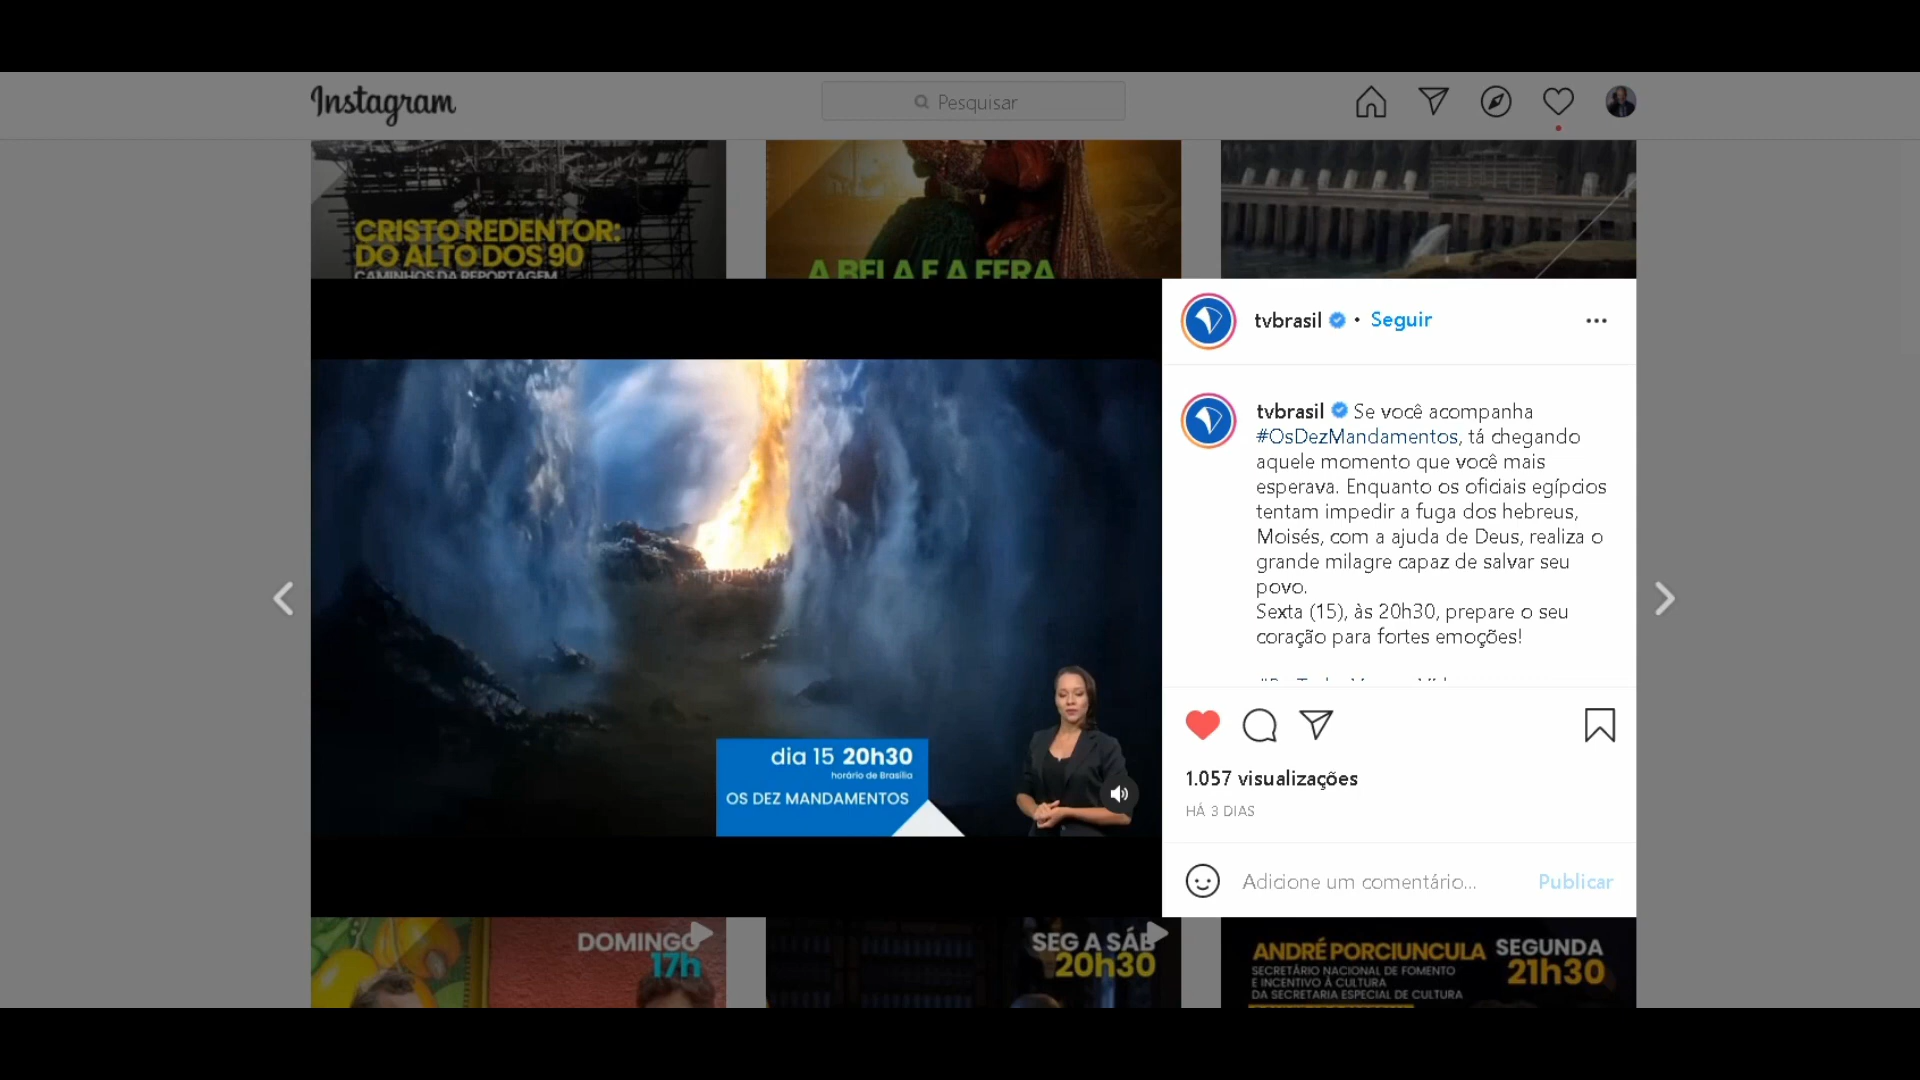 Instagram
Pesquisar
CRISTO REDENTOR:
DO ALTO DOS 90
CAMINHOS DA REPORTAGEM
A BELA E A FERA
tvbrasil • Seguir
tvbrasil Se você acompanha
#OsDezMandamentos, tá chegando
aquele momento que você mais
esperava. Enquanto os oficiais egípcios
tentam impedir a fuga dos hebreus,
Moisés, com a ajuda de Deus, realiza o
grande milagre capaz de salvar seu
povo.
Sexta (15), às 20h30, prepare o seu
coração para fortes emoções!
dia 15 20h30
horário de Brasília
OS DEZ MANDAMENTOS
1.057 visualizações
HÁ 3 DIAS
Adicione um comentário... Publicar
DOMINGO
17h
SEG A SÁB
20h30
ANDRÉ PORCIUNCULA
SECRETÁRIO NACIONAL DE FOMENTO
E INCENTIVO À CULTURA
DA SECRETARIA ESPECIAL DE CULTURA
SEGUNDA
21h30